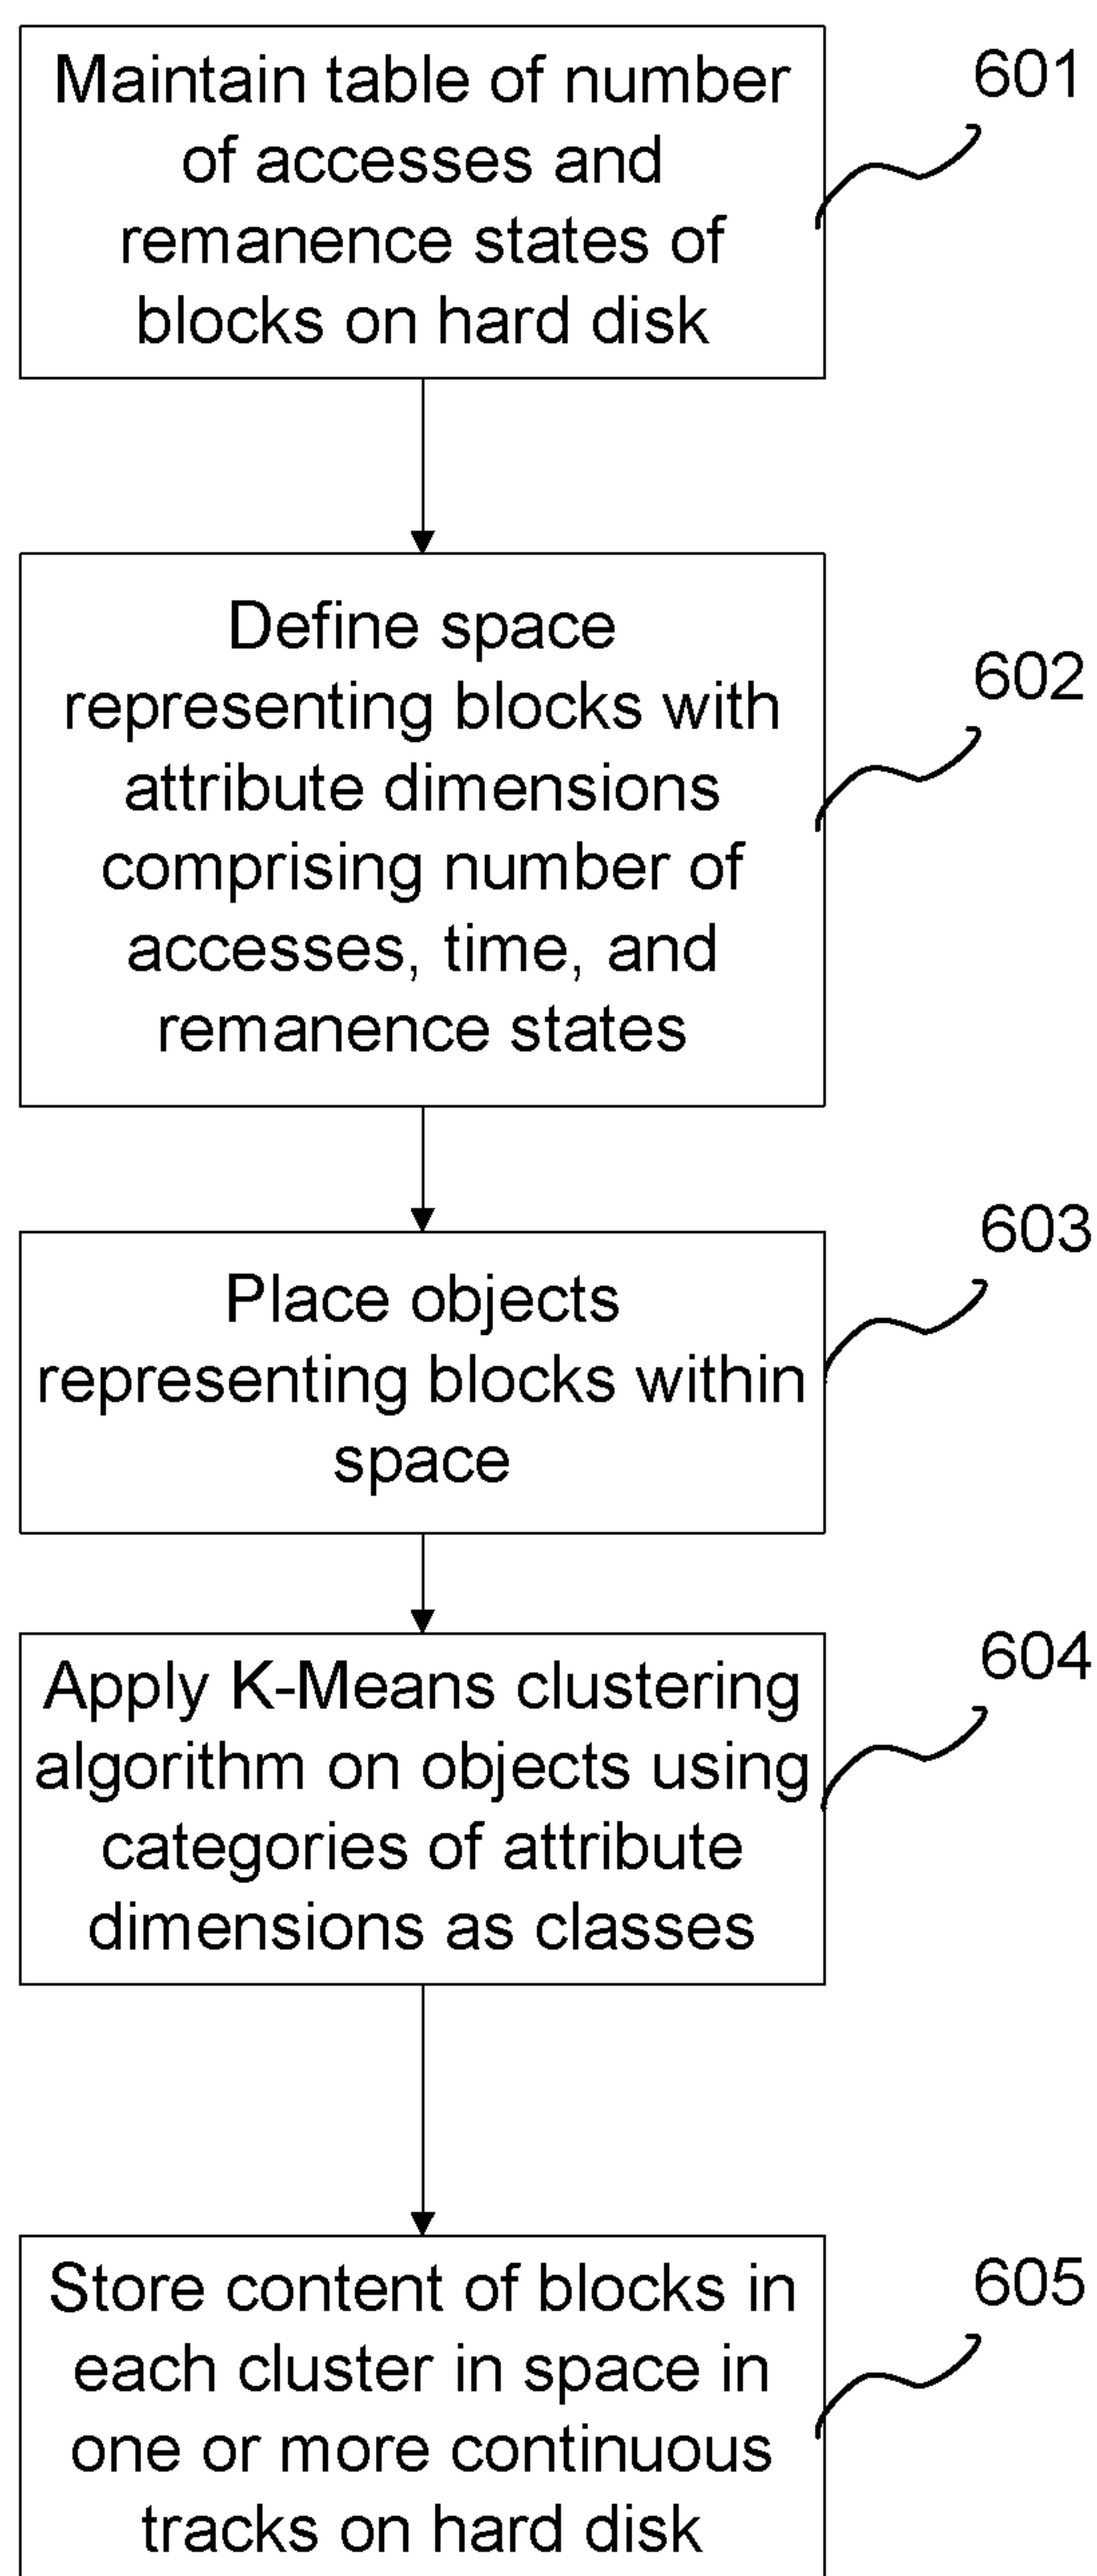 Maintain table of number
of accesses and
remanence states of
blocks on hard disk
601
Define space
representing blocks with
attribute dimensions
comprising number of
accesses, time, and
remanence states
602
Place objects
representing blocks within
space
603
Apply K-Means clustering
algorithm on objects using
categories of attribute
dimensions as classes
604
Store content of blocks in
each cluster in space in
one or more continuous
tracks on hard disk
605